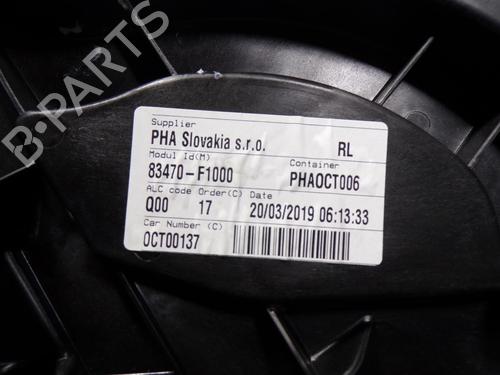 B-PARTS
Supplier
PHA Slovakia s.r.o. RL
Modul Id(M) Container
83470-F1000 PHAOCT006
ALC code Order(C) Date
Q00 17 20/03/2019 06:13:33
Car Number (C)
OCT00137